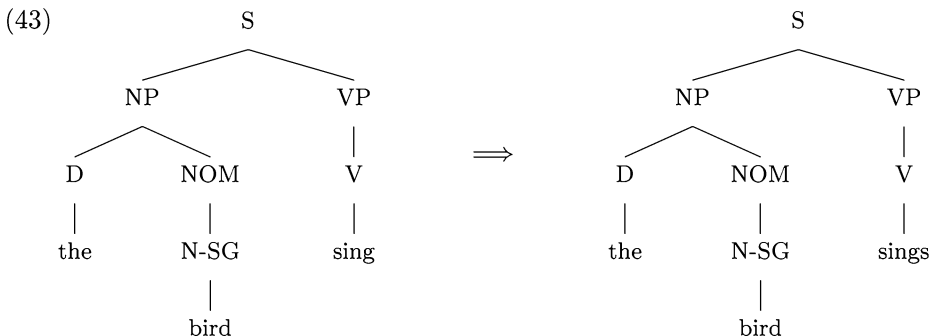 (43) S ⟹ S
NP VP NP VP
D NOM V D NOM V
the N-SG sing the N-SG sings
bird bird